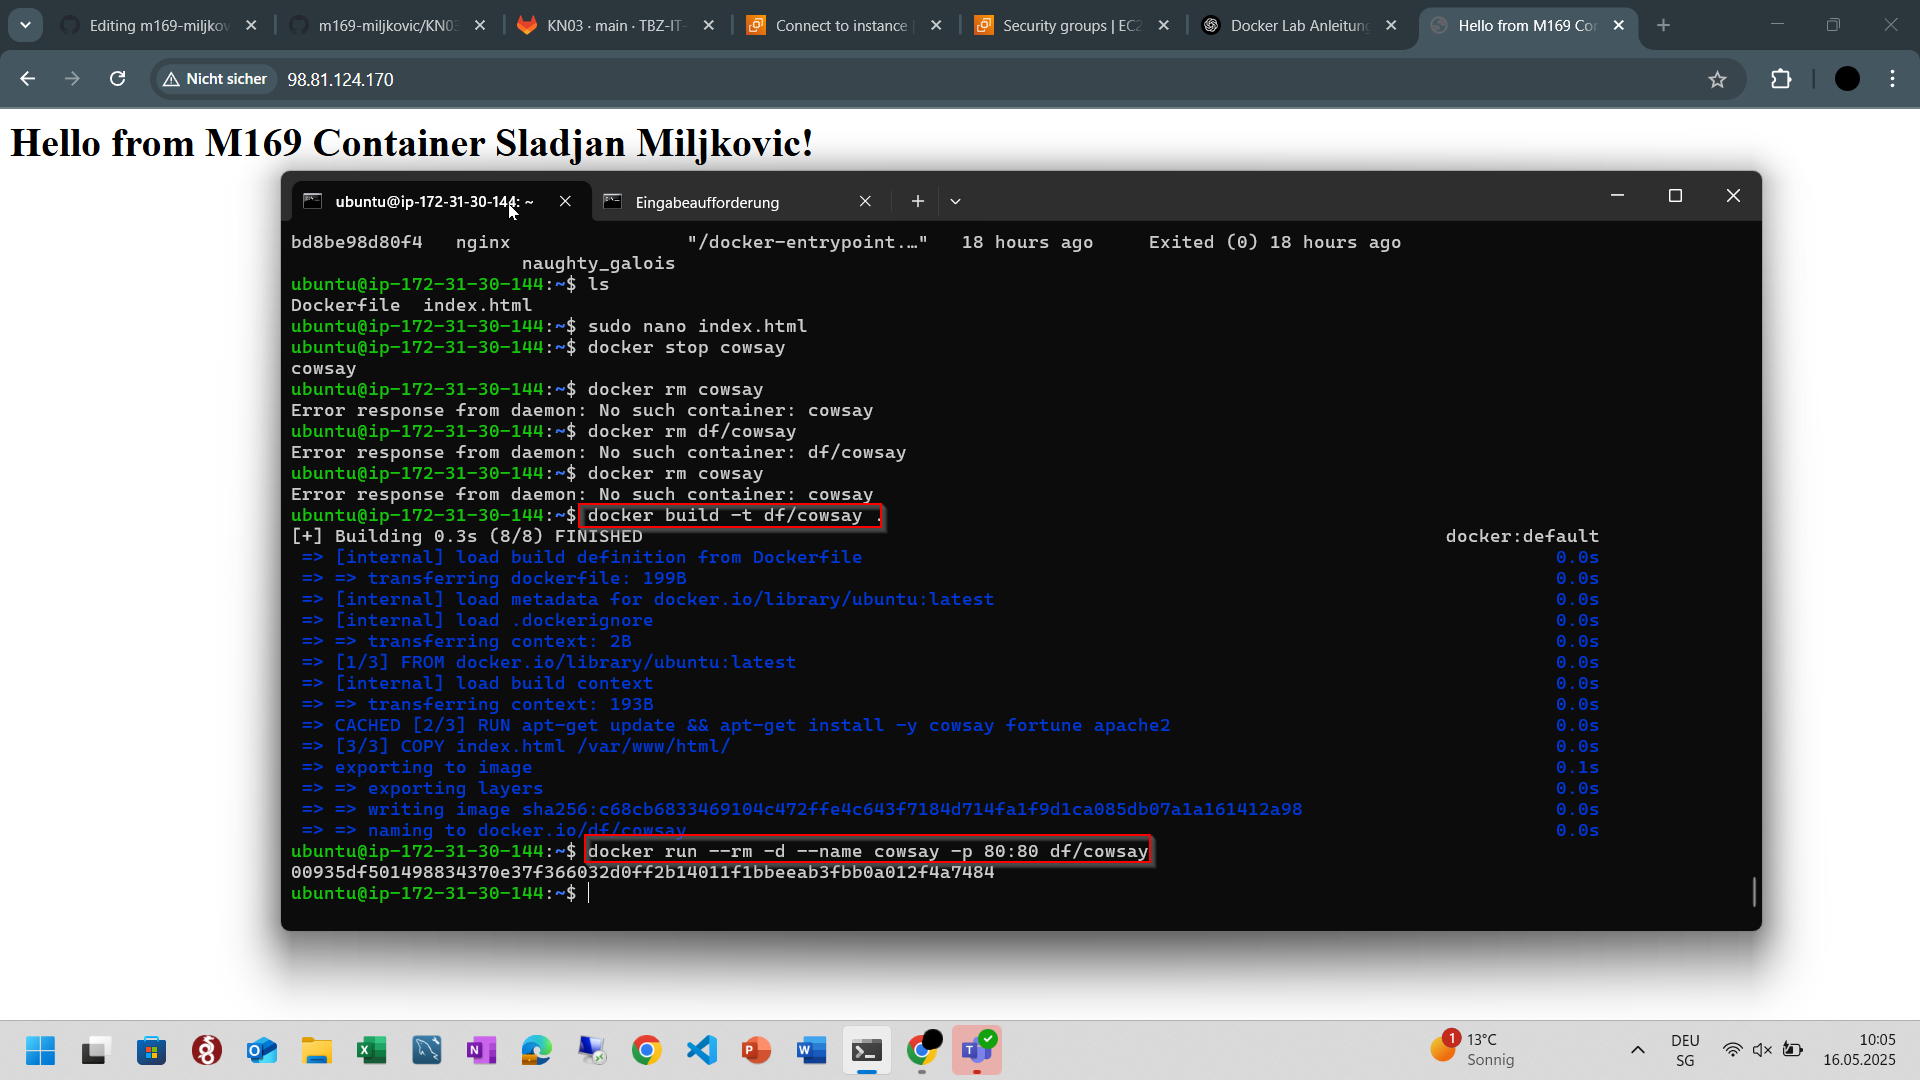 Editing m169-miljkov
m169-miljkovic/KN03
KN03 · main · TBZ-IT-
Connect to instance
Security groups | EC2
Docker Lab Anleitung
Hello from M169 Con
Nicht sicher
98.81.124.170
Hello from M169 Container Sladjan Miljkovic!
ubuntu@ip-172-31-30-144: ~
Eingabeaufforderung
bd8be98d80f4   nginx                "/docker-entrypoint.…"   18 hours ago     Exited (0) 18 hours ago
naughty_galois
ubuntu@ip-172-31-30-144:~$ ls
Dockerfile  index.html
ubuntu@ip-172-31-30-144:~$ sudo nano index.html
ubuntu@ip-172-31-30-144:~$ docker stop cowsay
cowsay
ubuntu@ip-172-31-30-144:~$ docker rm cowsay
Error response from daemon: No such container: cowsay
ubuntu@ip-172-31-30-144:~$ docker rm df/cowsay
Error response from daemon: No such container: df/cowsay
ubuntu@ip-172-31-30-144:~$ docker rm cowsay
Error response from daemon: No such container: cowsay
ubuntu@ip-172-31-30-144:~$ docker build -t df/cowsay .
[+] Building 0.3s (8/8) FINISHED                docker:default
=> [internal] load build definition from Dockerfile                0.0s
=> => transferring dockerfile: 199B                0.0s
=> [internal] load metadata for docker.io/library/ubuntu:latest                0.0s
=> [internal] load .dockerignore                0.0s
=> => transferring context: 2B                0.0s
=> [1/3] FROM docker.io/library/ubuntu:latest                0.0s
=> [internal] load build context                0.0s
=> => transferring context: 193B                0.0s
=> CACHED [2/3] RUN apt-get update && apt-get install -y cowsay fortune apache2                0.0s
=> [3/3] COPY index.html /var/www/html/                0.0s
=> exporting to image                0.1s
=> => exporting layers                0.0s
=> => writing image sha256:c68cb6833469104c472ffe4c643f7184d714fa1f9d1ca085db07a1a161412a98                0.0s
=> => naming to docker.io/df/cowsay                0.0s
ubuntu@ip-172-31-30-144:~$ docker run --rm -d --name cowsay -p 80:80 df/cowsay
00935df501498834370e37f366032d0ff2b14011f1bbeeab3fbb0a012f4a7484
ubuntu@ip-172-31-30-144:~$
1
13°C
Sonnig
DEU
SG
10:05
16.05.2025